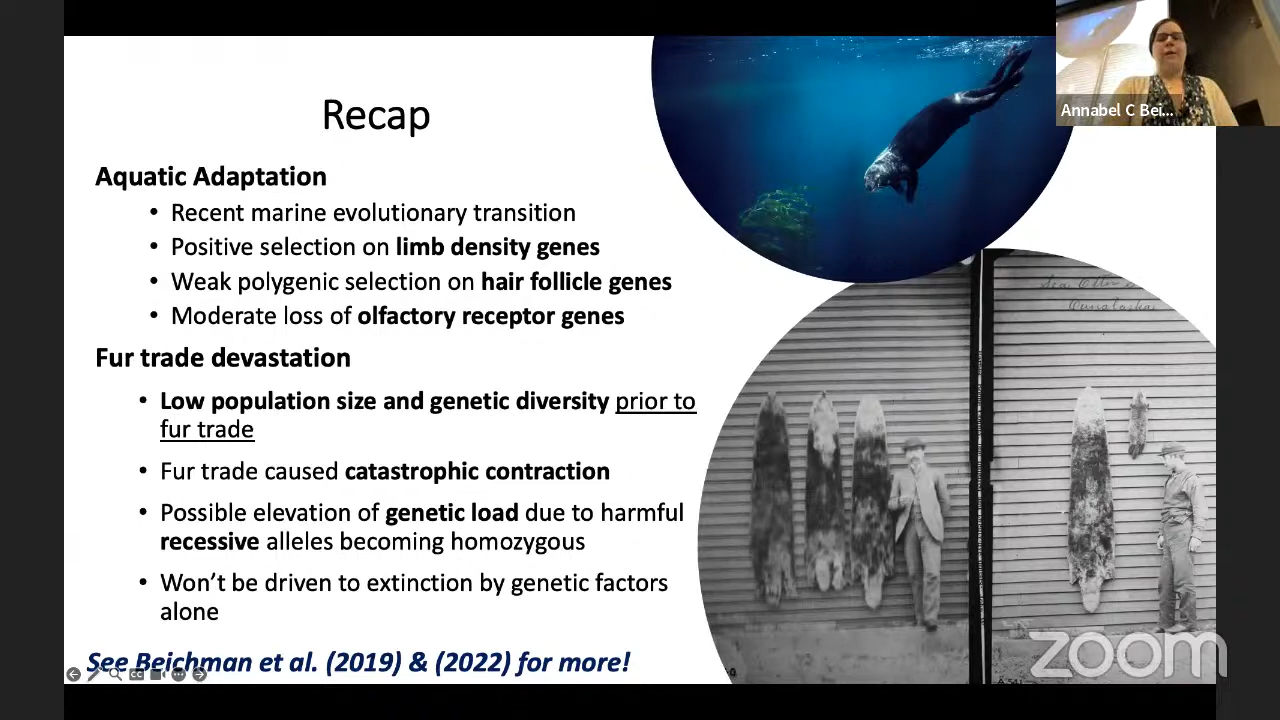 Recap
Annabel C Bei...
Aquatic Adaptation
• Recent marine evolutionary transition
• Positive selection on limb density genes
• Weak polygenic selection on hair follicle genes
• Moderate loss of olfactory receptor genes
Fur trade devastation
• Low population size and genetic diversity prior to
fur trade
• Fur trade caused catastrophic contraction
• Possible elevation of genetic load due to harmful
recessive alleles becoming homozygous
• Won't be driven to extinction by genetic factors
alone
See Beichman et al. (2019) & (2022) for more!
Sea Otter
Ounalaska
CC
zoom